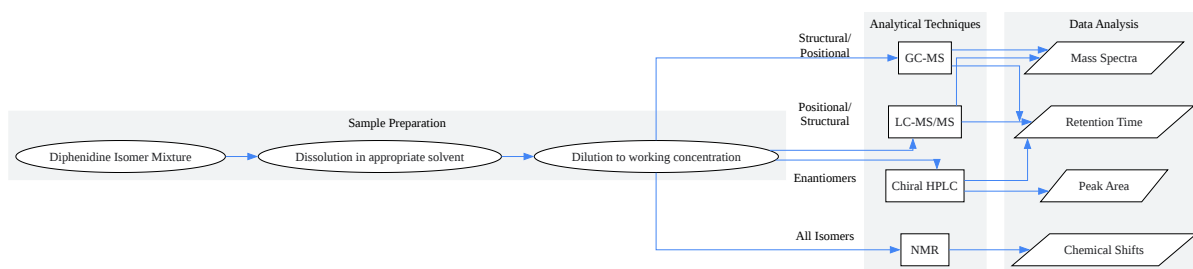 Analytical Techniques
Data Analysis
Structural/
Positional
GC-MS
Mass Spectra
Positional/
Structural
LC-MS/MS
Retention Time
Sample Preparation
Diphenidine Isomer Mixture
Dissolution in appropriate solvent
Dilution to working concentration
Enantiomers
Chiral HPLC
Peak Area
All Isomers
NMR
Chemical Shifts